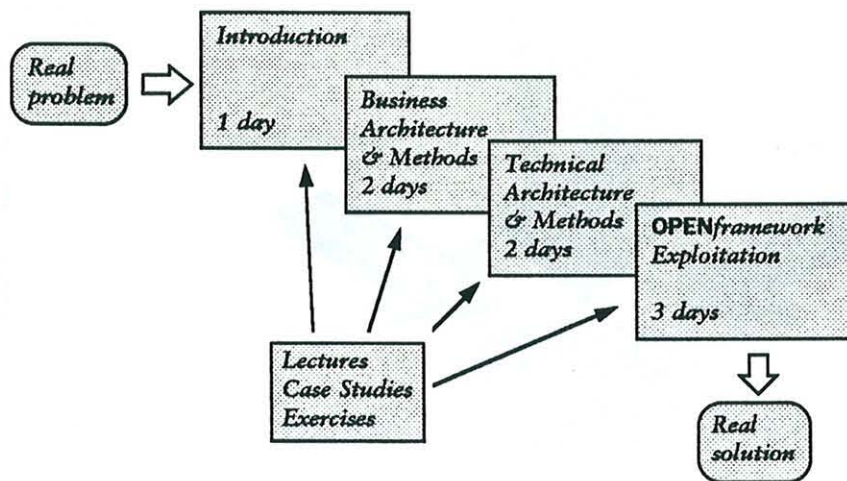 Real
problem
Introduction
1 day
Business
Architecture
& Methods
2 days
Technical
Architecture
& Methods
2 days
OPENframework
Exploitation
3 days
Lectures
Case Studies
Exercises
Real
solution